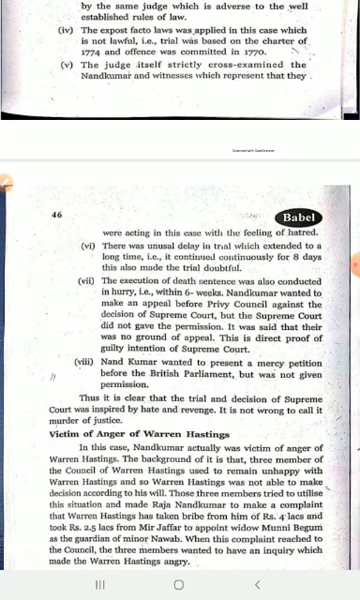 by the same judge which is adverse to the well
established rules of law.
(iv) The expost facto laws was applied in this case which
is not lawful, i.e., trial was based on the charter of
1774 and offence was committed in 1770.
(v) The judge itself strictly cross-examined the
Nandkumar and witnesses which represent that they
Scanned with CamScanner
46
Babel
were acting in this case with the feeling of hatred.
(vi) There was unusual delay in trial which extended to a
long time, i.e., it continued continuously for 8 days
this also made the trial doubtful.
(vii) The execution of death sentence was also conducted
in hurry, i.e., within 6- weeks. Nandkumar wanted to
make an appeal before Privy Council against the
decision of Supreme Court, but the Supreme Court
did not gave the permission. It was said that their
was no ground of appeal. This is direct proof of
guilty intention of Supreme Court.
(viii) Nand Kumar wanted to present a mercy petition
before the British Parliament, but was not given
permission.
Thus it is clear that the trial and decision of Supreme
Court was inspired by hate and revenge. It is not wrong to call it
murder of justice.
Victim of Anger of Warren Hastings
In this case, Nandkumar actually was victim of anger of
Warren Hastings. The background of it is that, three member of
the Council of Warren Hastings used to remain unhappy with
Hastings and so Warren Hastings was not able to make
decision according to his will. Those three members tried to utilise
this situation and made Raja Nandkumar to make a complaint
that Warren Hastings has taken bribe from him of Rs. 4 lacs and
took Rs. 2.5 lacs from Mir Jaffar to appoint widow Munni Begum
as the guardian of minor Nawab. When this complaint reached to
the Council, the three members wanted to have an inquiry which
made the Warren Hastings angry.